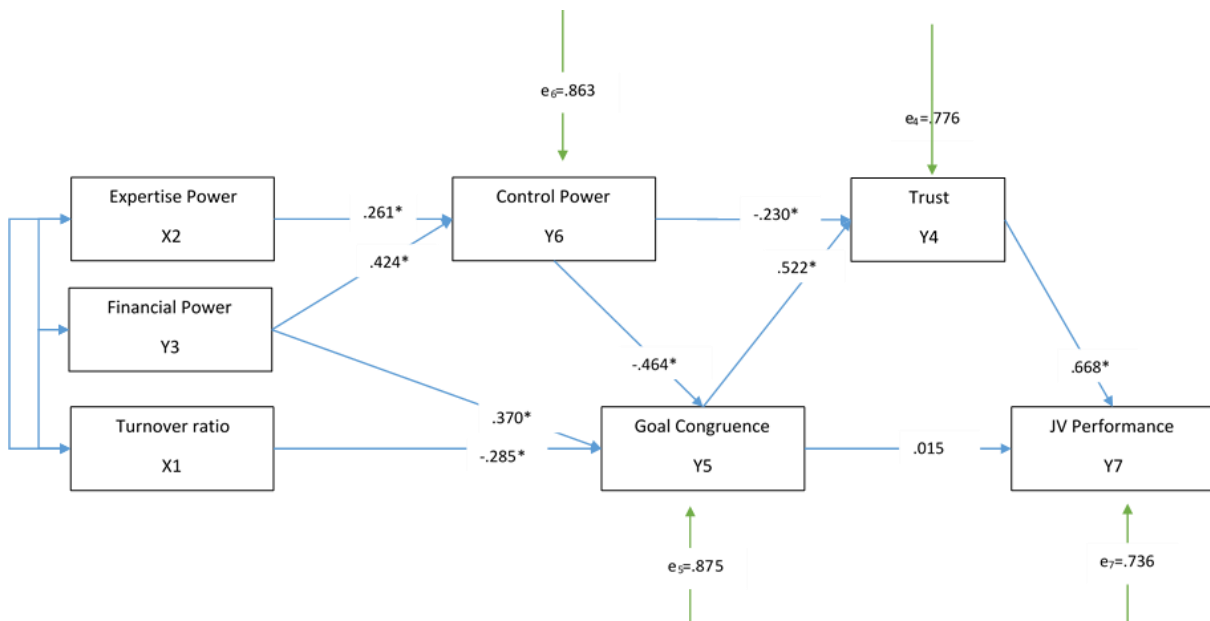 e₆=.863
e₄=.776
Expertise Power
X2
.261*
Control Power
Y6
-.230*
Trust
Y4
.424*
.522*
Financial Power
Y3
-.464*
.668*
.370*
Turnover ratio
X1
-.285*
Goal Congruence
Y5
.015
JV Performance
Y7
e₅=.875
e₇=.736